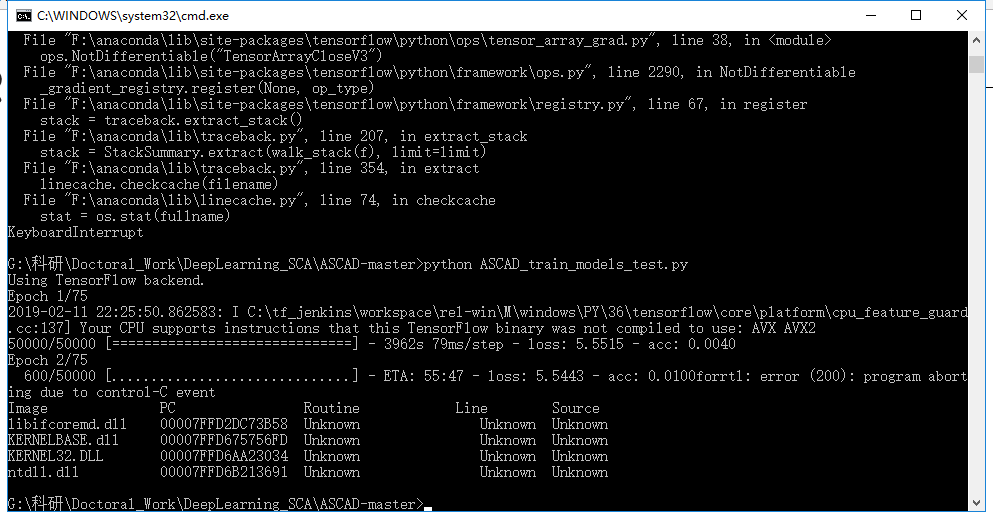 C:\WINDOWS\system32\cmd.exe
File "F:\anaconda\lib\site-packages\tensorflow\python\ops\tensor_array_grad.py", line 38, in <module>
ops.NotDifferentiable("TensorArrayCloseV3")
File "F:\anaconda\lib\site-packages\tensorflow\python\framework\ops.py", line 2290, in NotDifferentiable
_gradient_registry.register(None, op_type)
File "F:\anaconda\lib\site-packages\tensorflow\python\framework\registry.py", line 67, in register
stack = traceback.extract_stack()
File "F:\anaconda\lib\traceback.py", line 207, in extract_stack
stack = StackSummary.extract(walk_stack(f), limit=limit)
File "F:\anaconda\lib\traceback.py", line 354, in extract
linecache.checkcache(filename)
File "F:\anaconda\lib\linecache.py", line 74, in checkcache
stat = os.stat(fullname)
KeyboardInterrupt
G:\科研\Doctoral_Work\DeepLearning_SCA\ASCAD-master>python ASCAD_train_models_test.py
Using TensorFlow backend.
Epoch 1/75
2019-02-11 22:25:50.862583: I C:\tf_jenkins\workspace\rel-win\M\windows\PY\36\tensorflow\core\platform\cpu_feature_guard
.cc:137] Your CPU supports instructions that this TensorFlow binary was not compiled to use: AVX AVX2
50000/50000 [==============================] - 3962s 79ms/step - loss: 5.5515 - acc: 0.0040
Epoch 2/75
600/50000 [..............................] - ETA: 55:47 - loss: 5.5443 - acc: 0.0100forrtl: error (200): program abort
ing due to control-C event
Image PC Routine Line Source
libifcoremd.dll 00007FFD2DC73B58 Unknown Unknown Unknown
KERNELBASE.dll 00007FFD675756FD Unknown Unknown Unknown
KERNEL32.DLL 00007FFD6AA23034 Unknown Unknown Unknown
ntdll.dll 00007FFD6B213691 Unknown Unknown Unknown
G:\科研\Doctoral_Work\DeepLearning_SCA\ASCAD-master>